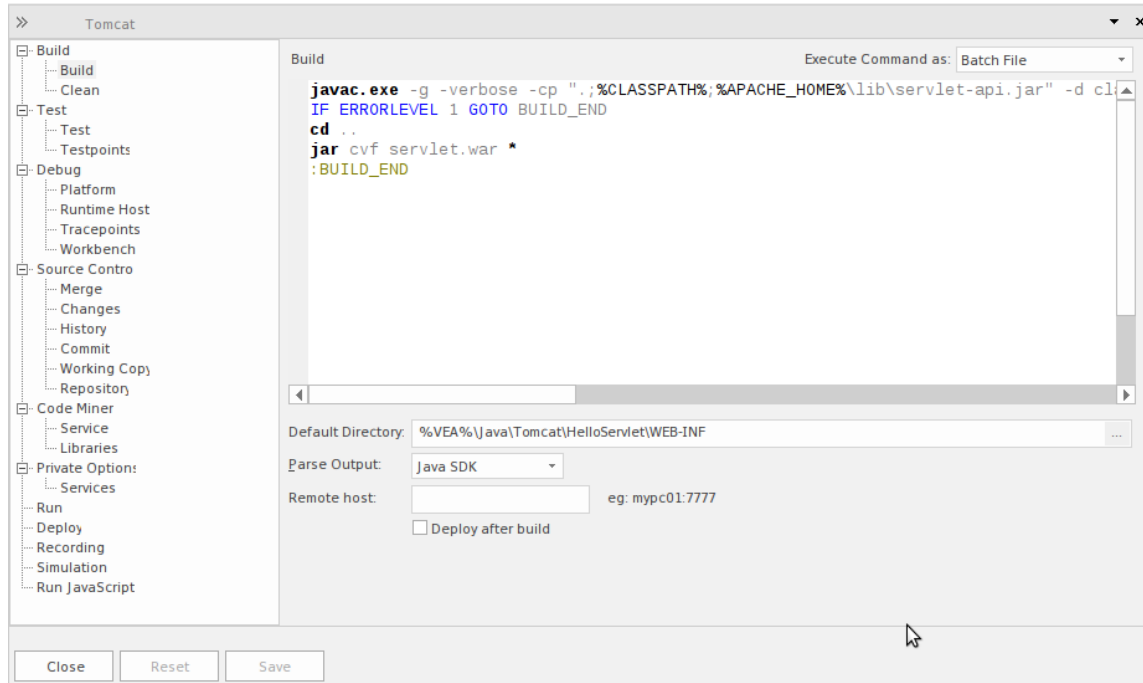 Tomcat
Build
Build
Clean
Test
Test
Testpoints
Debug
Platform
Runtime Host
Tracepoints
Workbench
Source Contro
Merge
Changes
History
Commit
Working Copy
Repository
Code Miner
Service
Libraries
Private Options
Services
Run
Deploy
Recording
Simulation
Run JavaScript
Build
Execute Command as: Batch File
javac.exe -g -verbose -cp ".;%CLASSPATH%;%APACHE_HOME%\lib\servlet-api.jar" -d cla
IF ERRORLEVEL 1 GOTO BUILD_END
cd ..
jar cvf servlet.war *
:BUILD_END
Default Directory: %VEA%\Java\Tomcat\HelloServlet\WEB-INF ...
Parse Output: Java SDK
Remote host: eg: mypc01:7777
Deploy after build
Close Reset Save